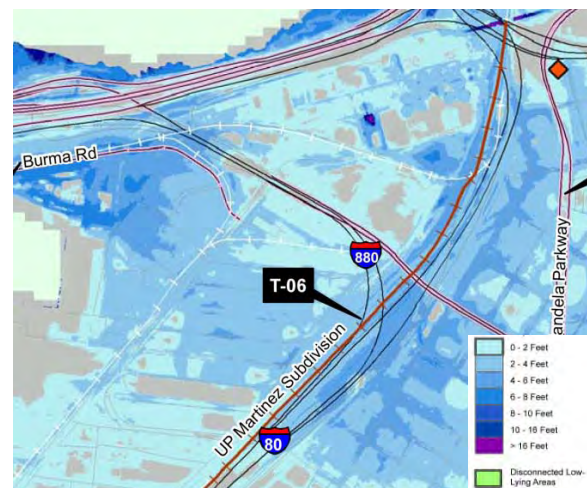 Burma Rd
880
T-06
andela Parkway
UP Martinez Subdivision
80
0 - 2 Feet
2 - 4 Feet
4 - 6 Feet
6 - 8 Feet
8 - 10 Feet
10 - 16 Feet
> 16 Feet
Disconnected Low-
Lying Areas